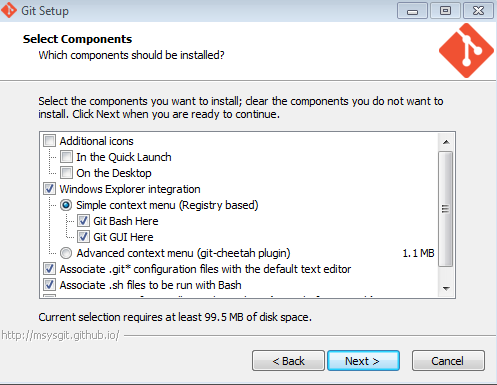 Git Setup
Select Components
Which components should be installed?
Select the components you want to install; clear the components you do not want to
install. Click Next when you are ready to continue.
Additional icons
In the Quick Launch
On the Desktop
Windows Explorer integration
Simple context menu (Registry based)
Git Bash Here
Git GUI Here
Advanced context menu (git-cheetah plugin) 1.1 MB
Associate .git* configuration files with the default text editor
Associate .sh files to be run with Bash
Current selection requires at least 99.5 MB of disk space.
http://msysgit.github.io/
< Back Next > Cancel